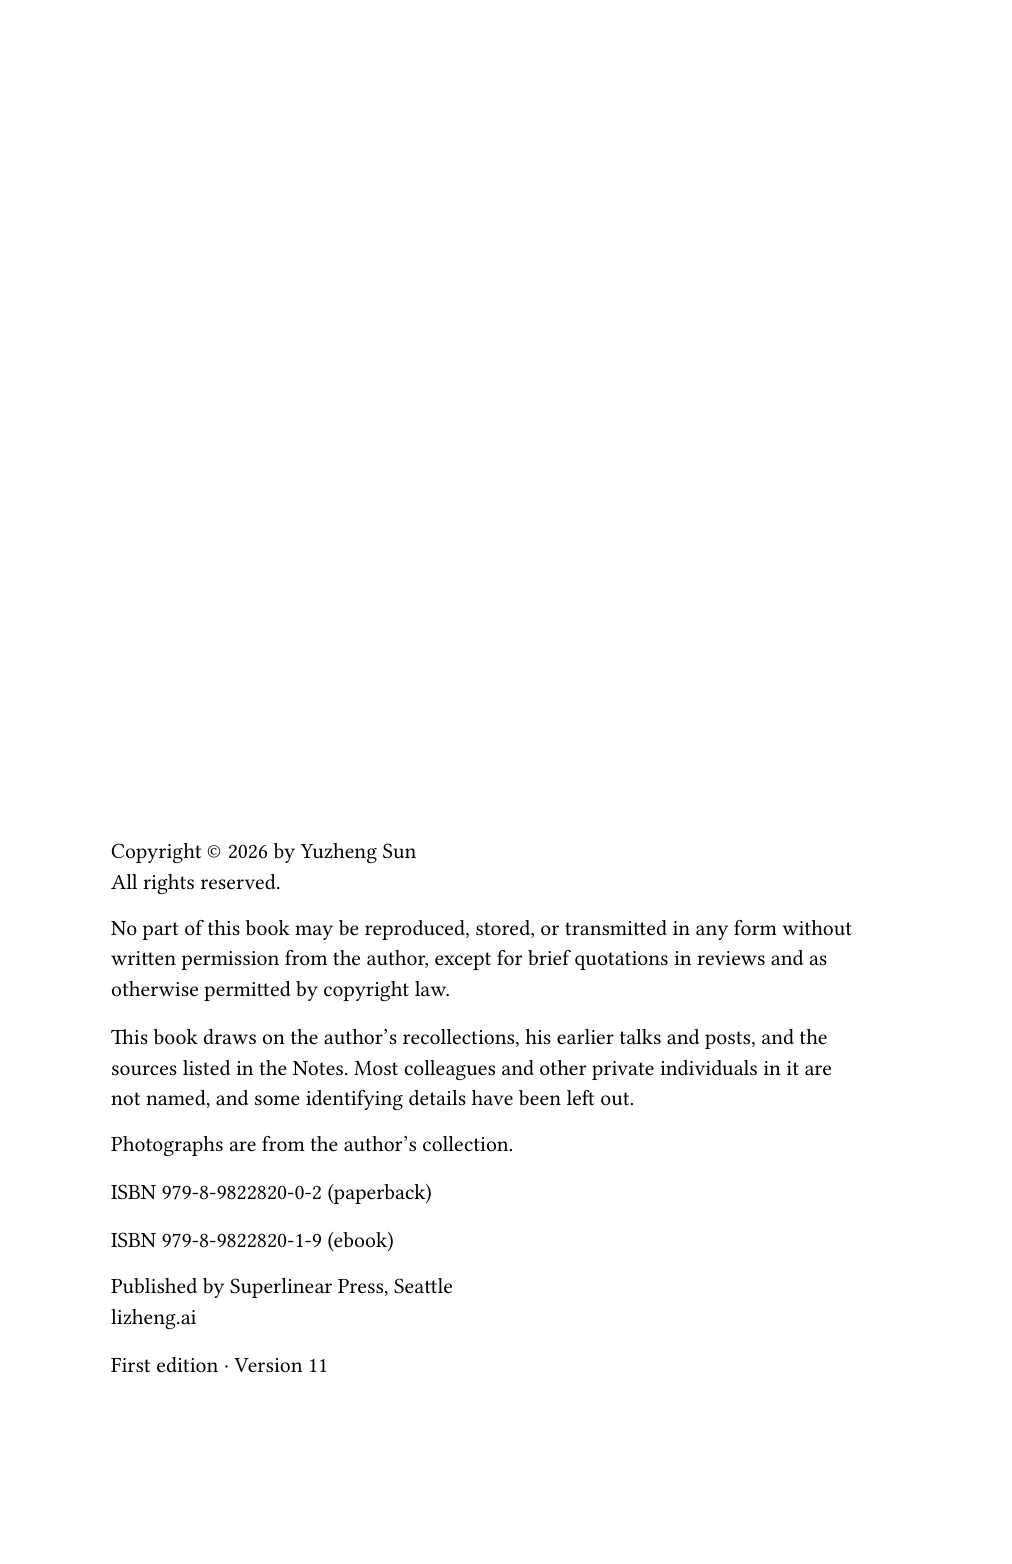 Copyright © 2026 by Yuzheng Sun
All rights reserved.
No part of this book may be reproduced, stored, or transmitted in any form without
written permission from the author, except for brief quotations in reviews and as
otherwise permitted by copyright law.
This book draws on the author’s recollections, his earlier talks and posts, and the
sources listed in the Notes. Most colleagues and other private individuals in it are
not named, and some identifying details have been left out.
Photographs are from the author’s collection.
ISBN 979-8-9822820-0-2 (paperback)
ISBN 979-8-9822820-1-9 (ebook)
Published by Superlinear Press, Seattle
lizheng.ai
First edition · Version 11